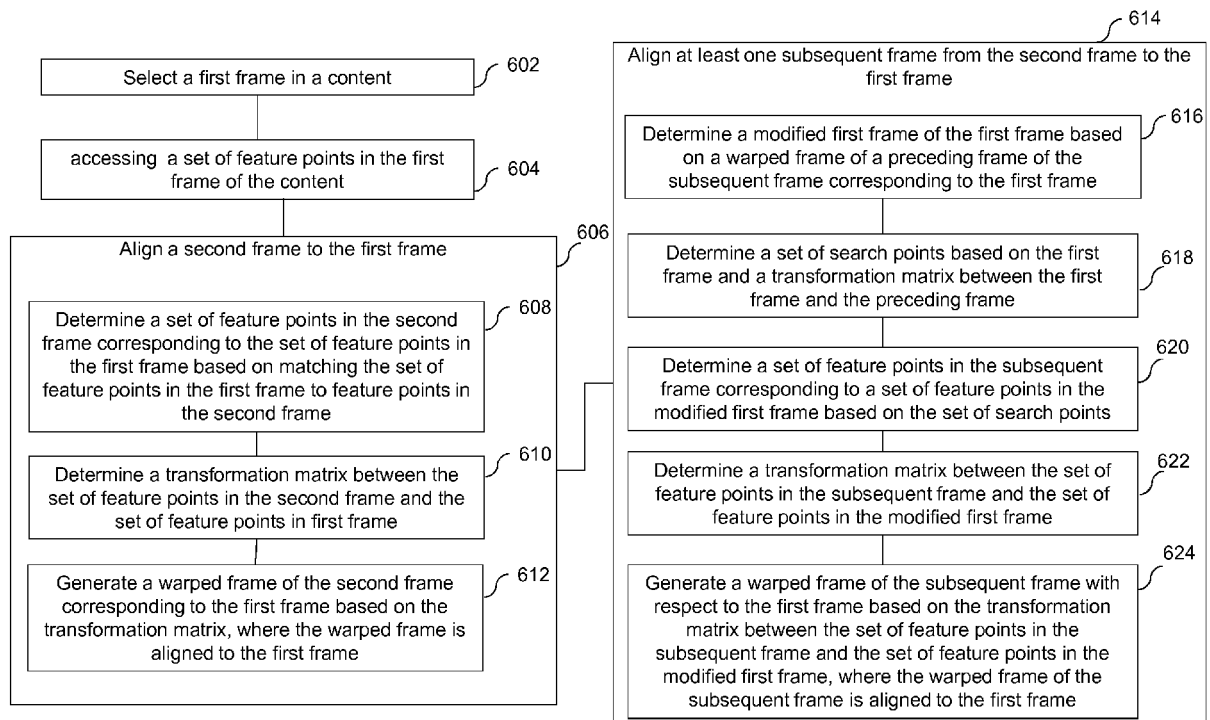 602
Select a first frame in a content
604
accessing a set of feature points in the first
frame of the content
606
Align a second frame to the first frame
608
Determine a set of feature points in the second
frame corresponding to the set of feature points in
the first frame based on matching the set of
feature points in the first frame to feature points in
the second frame
610
Determine a transformation matrix between the
set of feature points in the second frame and the
set of feature points in first frame
612
Generate a warped frame of the second frame
corresponding to the first frame based on the
transformation matrix, where the warped frame is
aligned to the first frame
614
Align at least one subsequent frame from the second frame to the
first frame
616
Determine a modified first frame of the first frame based
on a warped frame of a preceding frame of the
subsequent frame corresponding to the first frame
618
Determine a set of search points based on the first
frame and a transformation matrix between the first
frame and the preceding frame
620
Determine a set of feature points in the subsequent
frame corresponding to a set of feature points in the
modified first frame based on the set of search points
622
Determine a transformation matrix between the set of
feature points in the subsequent frame and the set of
feature points in the modified first frame
624
Generate a warped frame of the subsequent frame with
respect to the first frame based on the transformation
matrix between the set of feature points in the
subsequent frame and the set of feature points in the
modified first frame, where the warped frame of the
subsequent frame is aligned to the first frame